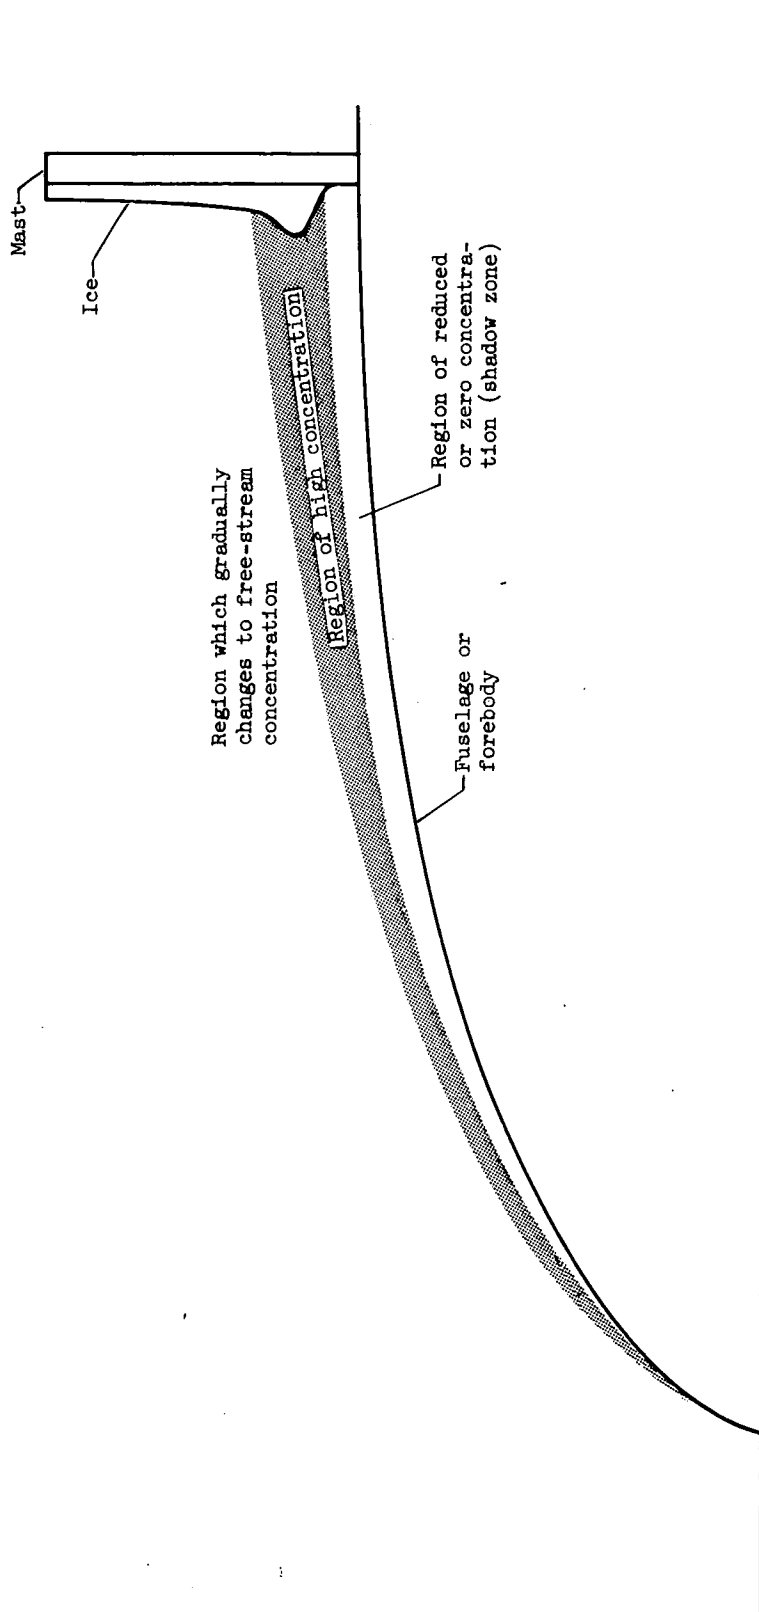 Mast
Ice
Region of high concentration
Region which gradually
changes to free-stream
concentration
Region of reduced
or zero concentra-
tion (shadow zone)
Fuselage or
forebody